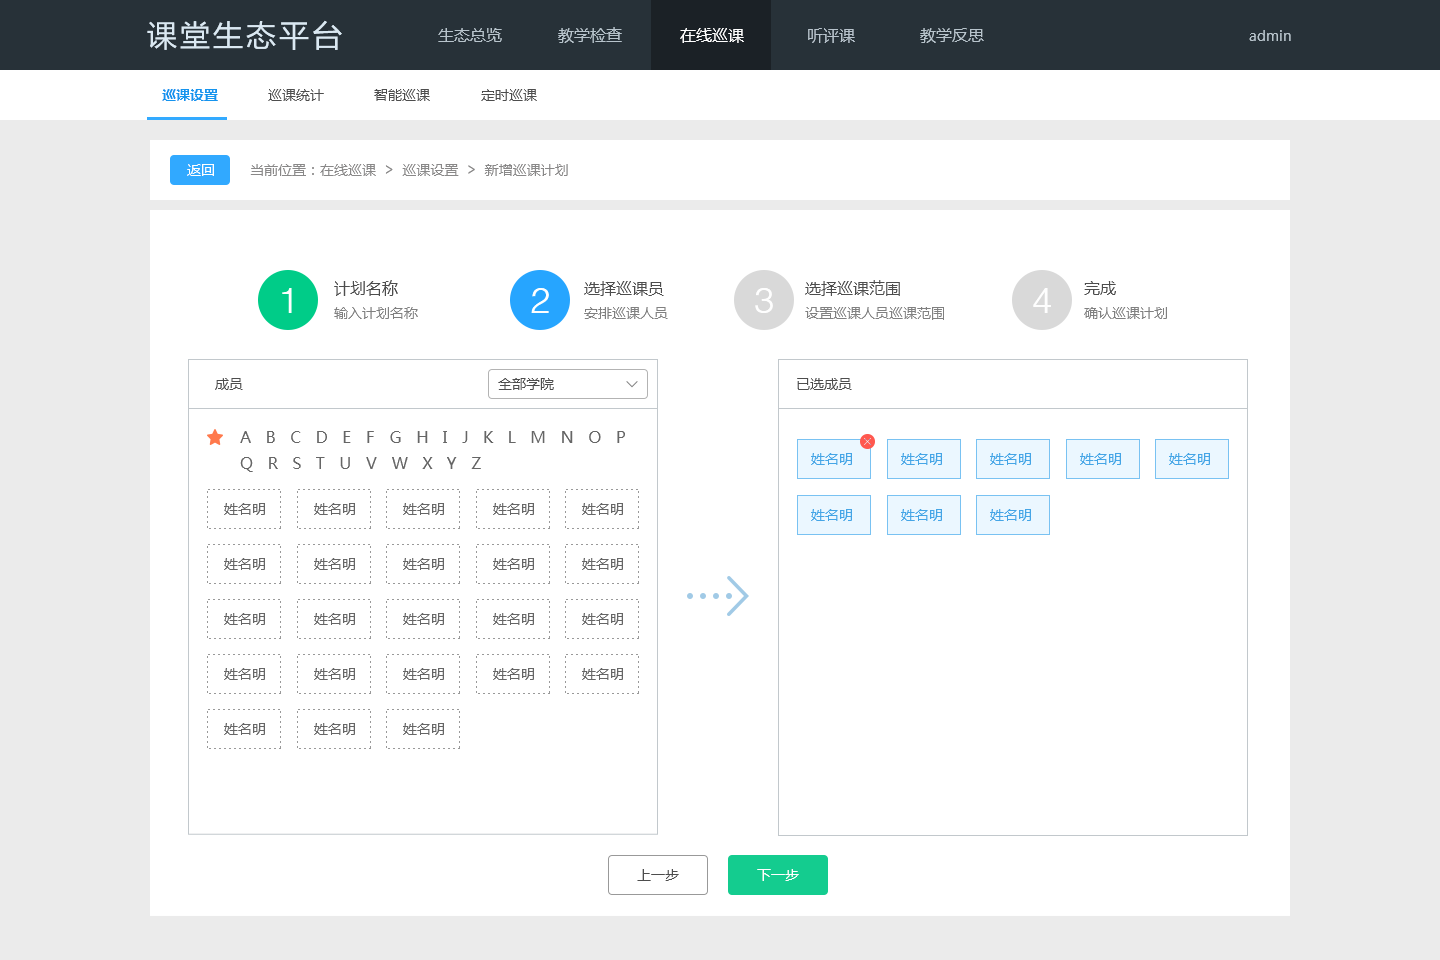 课堂生态平台 生态总览 教学检查 在线巡课 听评课 教学反思 admin
巡课设置 巡课统计 智能巡课 定时巡课
返回 当前位置：在线巡课 > 巡课设置 > 新增巡课计划
1 计划名称 2 选择巡课员 3 选择巡课范围 4 完成
输入计划名称 安排巡课人员 设置巡课人员巡课范围 确认巡课计划
成员 全部学院
A B C D E F G H I J K L M N O P
Q R S T U V W X Y Z
姓名明 姓名明 姓名明 姓名明 姓名明
姓名明 姓名明 姓名明 姓名明 姓名明
姓名明 姓名明 姓名明 姓名明 姓名明
姓名明 姓名明 姓名明 姓名明 姓名明
姓名明 姓名明 姓名明
已选成员
姓名明 姓名明 姓名明 姓名明 姓名明
姓名明 姓名明 姓名明
上一步 下一步